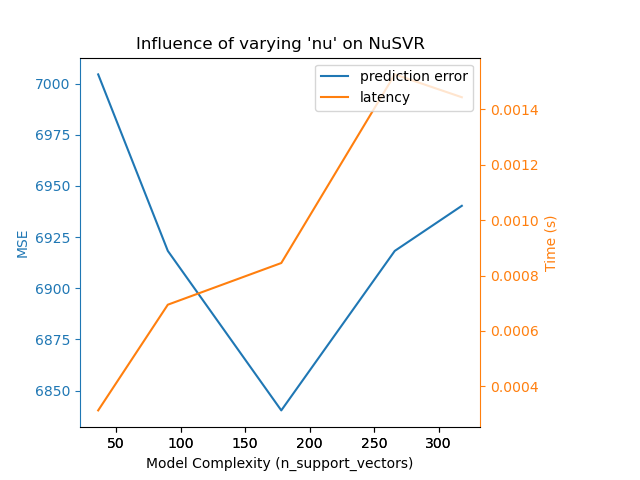 Influence of varying 'nu' on NuSVR
prediction error
latency
7000
6975
6950
6925
6900
6875
6850
MSE
0.0014
0.0012
0.0010
0.0008
0.0006
0.0004
Time (s)
50 100 150 200 250 300
Model Complexity (n_support_vectors)